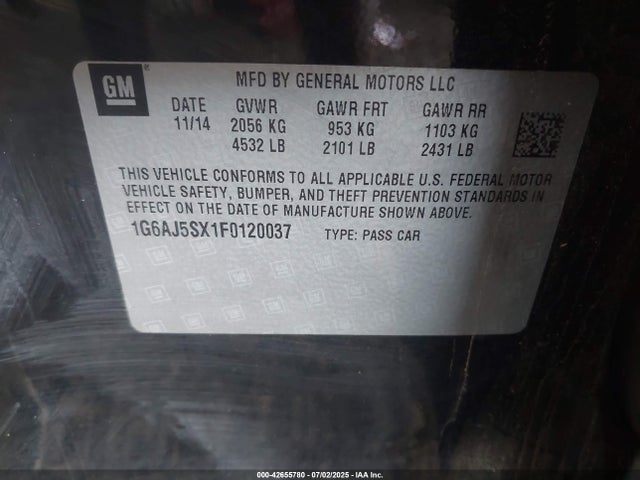 GM
MFD BY GENERAL MOTORS LLC
DATE GVWR GAWR FRT GAWR RR
11/14 2056 KG 953 KG 1103 KG
4532 LB 2101 LB 2431 LB
THIS VEHICLE CONFORMS TO ALL APPLICABLE U.S. FEDERAL MOTOR
VEHICLE SAFETY, BUMPER, AND THEFT PREVENTION STANDARDS IN
EFFECT ON THE DATE OF MANUFACTURE SHOWN ABOVE.
1G6AJ5SX1F0120037 TYPE: PASS CAR
000-42655780 - 07/02/2025 - IAA Inc.